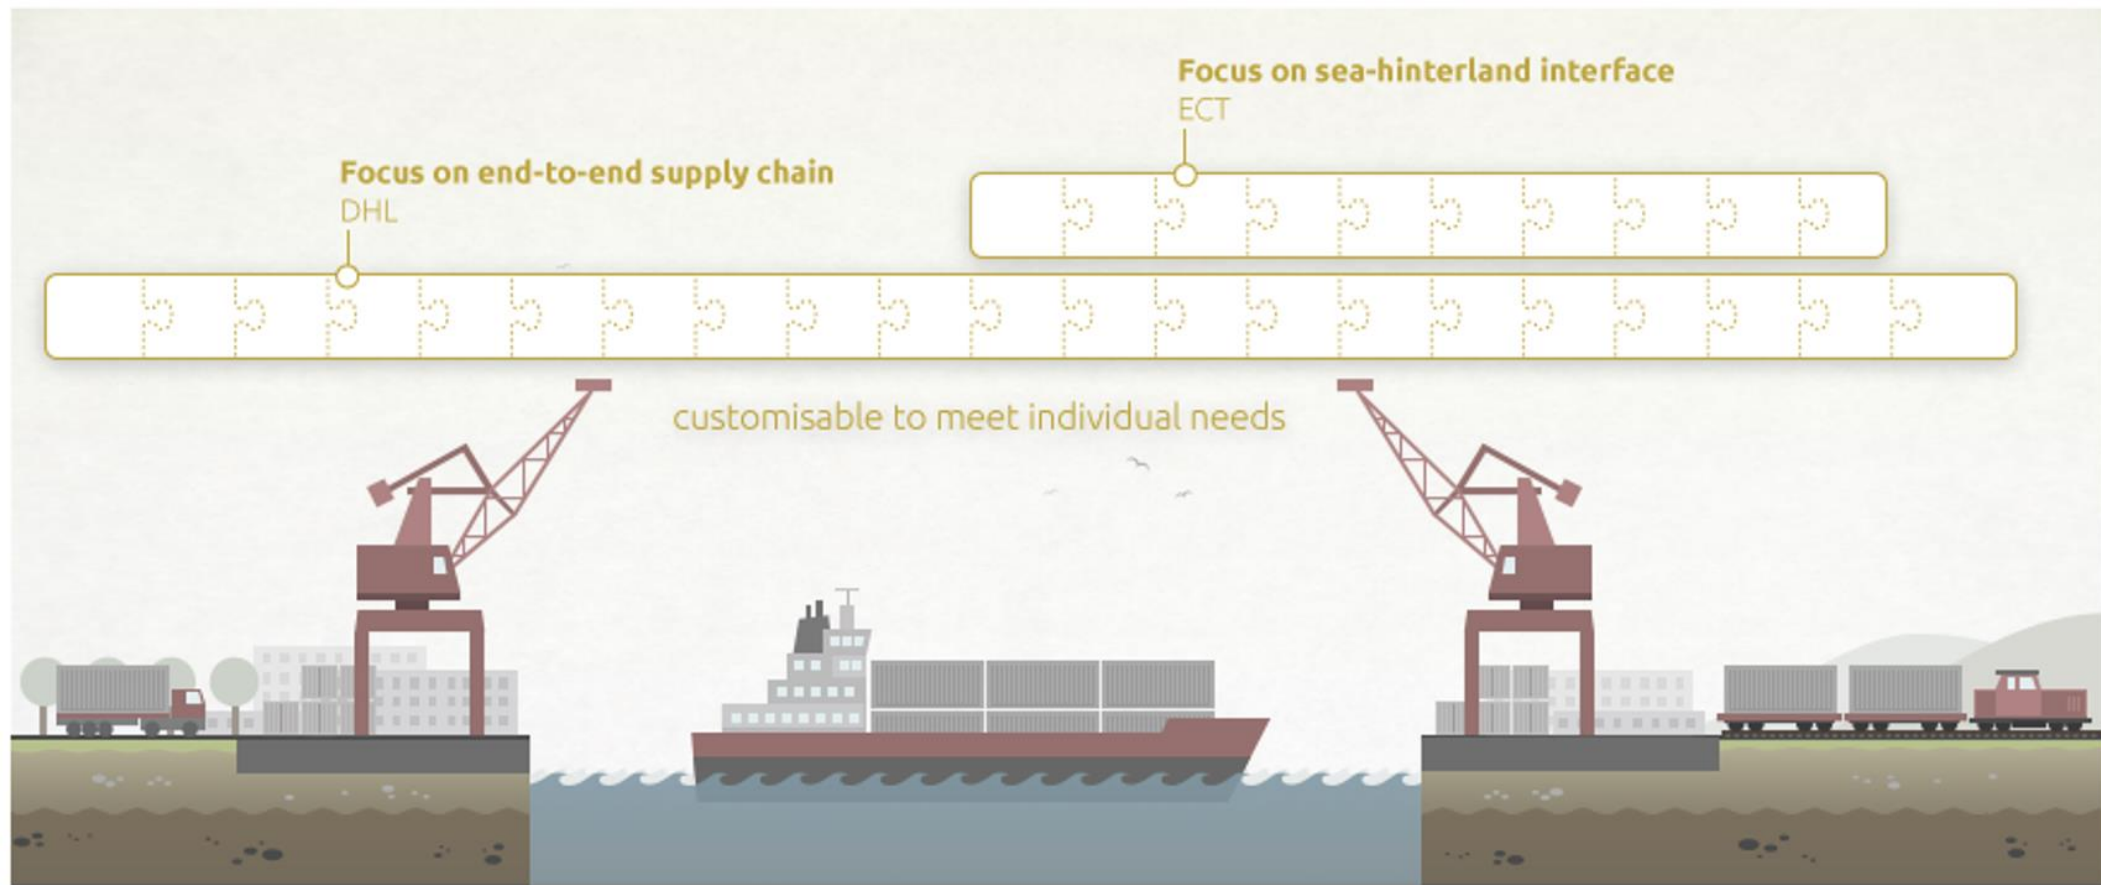 Focus on sea-hinterland interface
ECT
Focus on end-to-end supply chain
DHL
customisable to meet individual needs